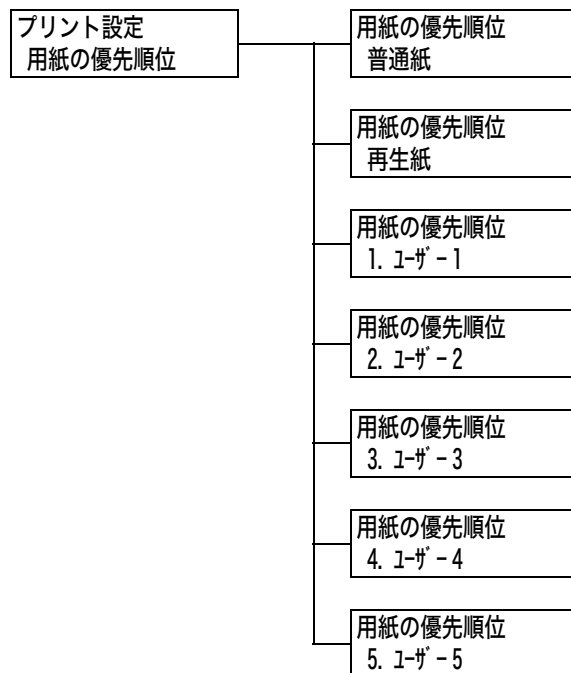 プリント設定
用紙の優先順位
用紙の優先順位
普通紙
用紙の優先順位
再生紙
用紙の優先順位
1. ﾕｰｻﾞｰ1
用紙の優先順位
2. ﾕｰｻﾞｰ2
用紙の優先順位
3. ﾕｰｻﾞｰ3
用紙の優先順位
4. ﾕｰｻﾞｰ4
用紙の優先順位
5. ﾕｰｻﾞｰ5